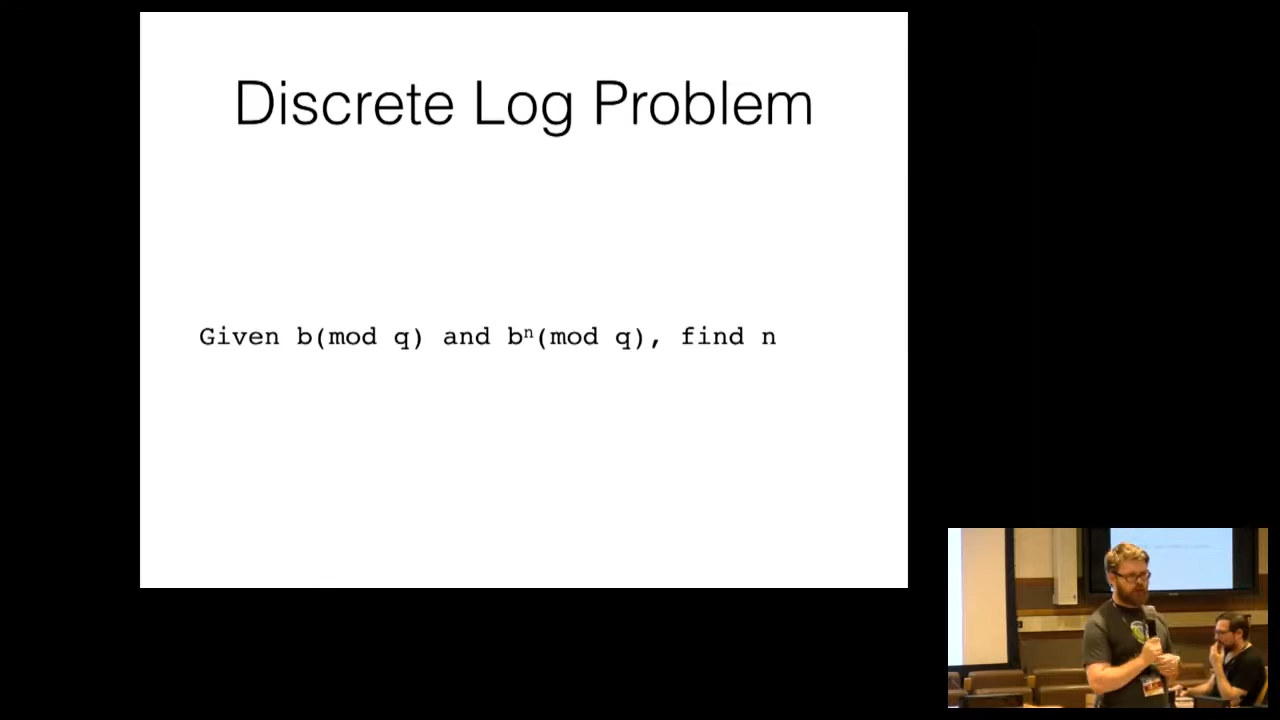 Discrete Log Problem
Given b(mod q) and bⁿ(mod q), find n